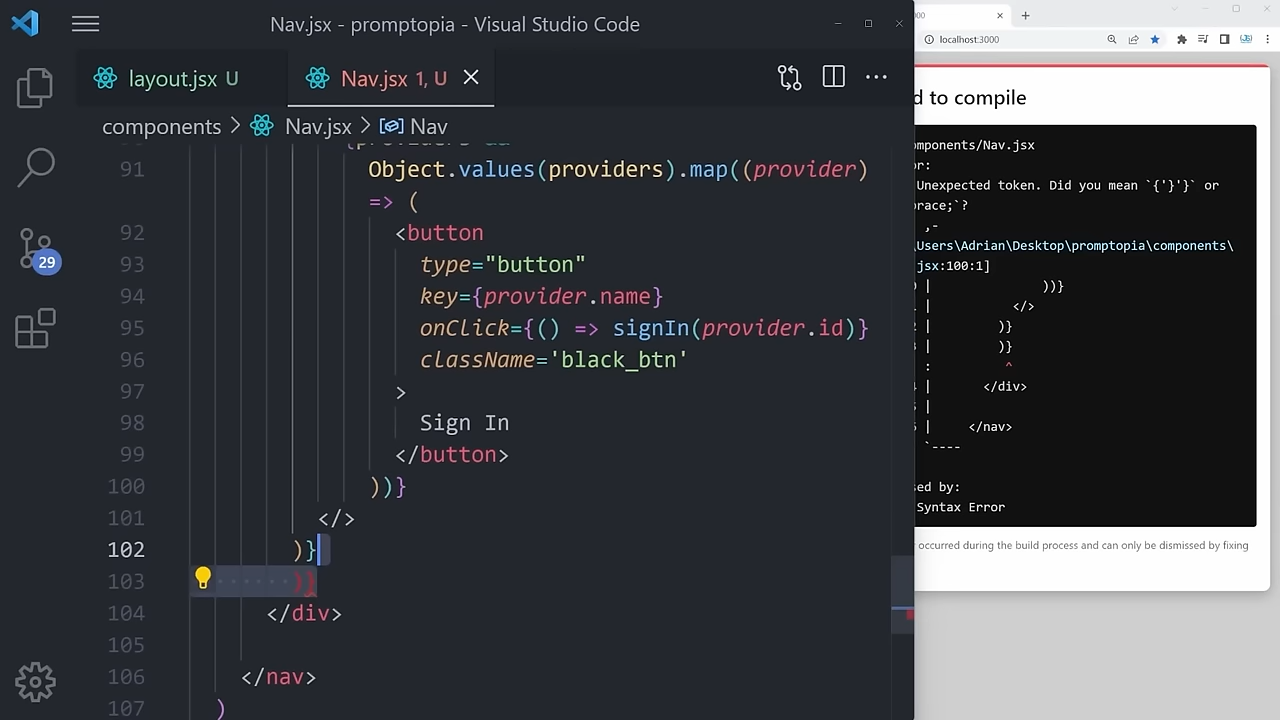 Nav.jsx - promptopia - Visual Studio Code
layout.jsx U
Nav.jsx 1, U
components > Nav.jsx > Nav
91 Object.values(providers).map((provider)
=> (
92 <button
93 type="button"
94 key={provider.name}
95 onClick={() => signIn(provider.id)}
96 className='black_btn'
97 >
98 Sign In
99 </button>
100 ))}
101 </>
102 )}
103 )}
104 </div>
105
106 </nav>
107 )
29
localhost:3000
d to compile
omponents/Nav.jsx
or:
Unexpected token. Did you mean `{'}'}` or
brace;`?
,-
\Users\Adrian\Desktop\promptopia\components\
jsx:100:1]
| ))}
| </>
| )}
| )}
: ^
| </div>
|
| </nav>
`----
sed by:
Syntax Error
occurred during the build process and can only be dismissed by fixing